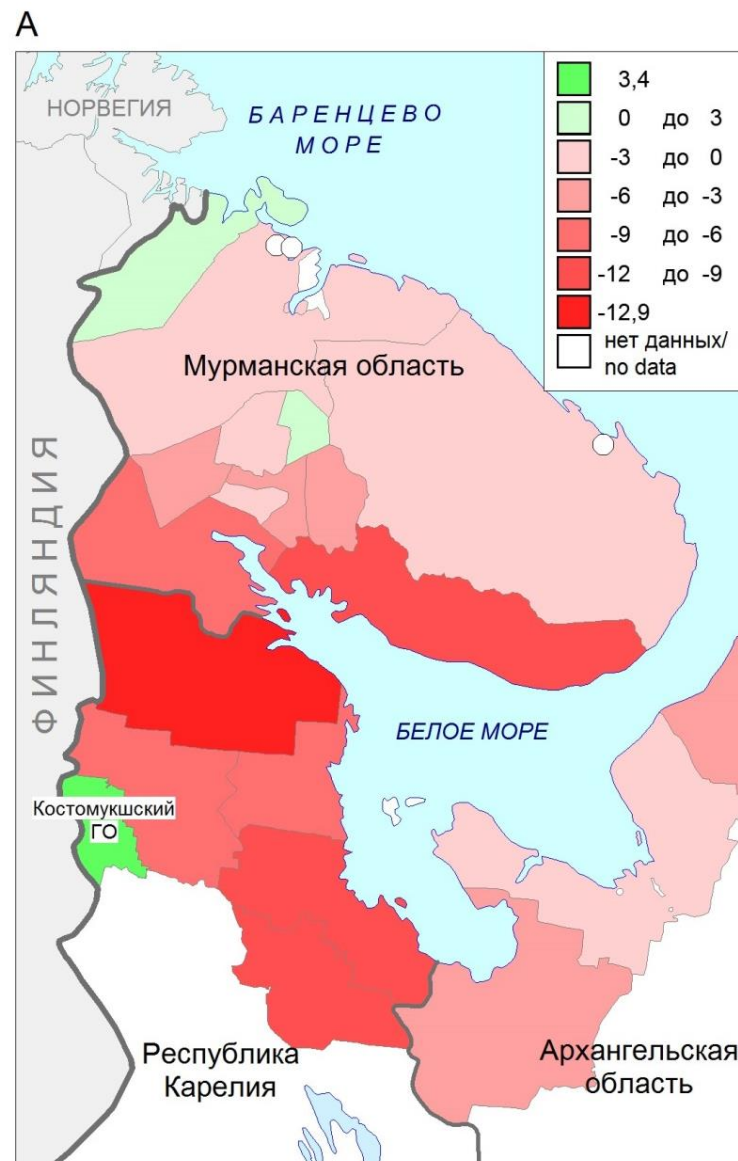 А
НОРВЕГИЯ
БАРЕНЦЕВО
МОРЕ
3,4
0 до 3
-3 до 0
-6 до -3
-9 до -6
-12 до -9
-12,9
нет данных/
no data
Мурманская область
ФИНЛЯНДИЯ
БЕЛОЕ МОРЕ
Костомукшский
ГО
Республика
Карелия
Архангельская
область